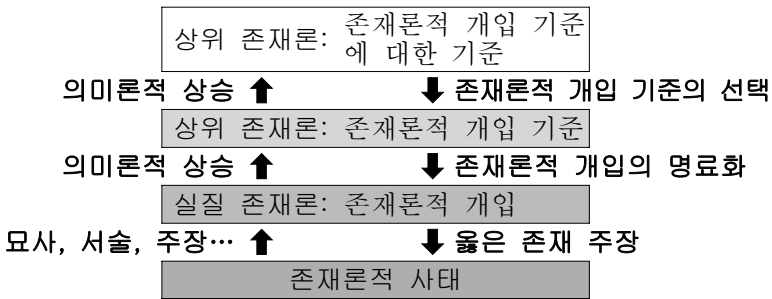 상위 존재론: 존재론적 개입 기준
에 대한 기준
의미론적 상승 ⬆ ⬇ 존재론적 개입 기준의 선택
상위 존재론: 존재론적 개입 기준
의미론적 상승 ⬆ ⬇ 존재론적 개입의 명료화
실질 존재론: 존재론적 개입
묘사, 서술, 주장… ⬆ ⬇ 옳은 존재 주장
존재론적 사태